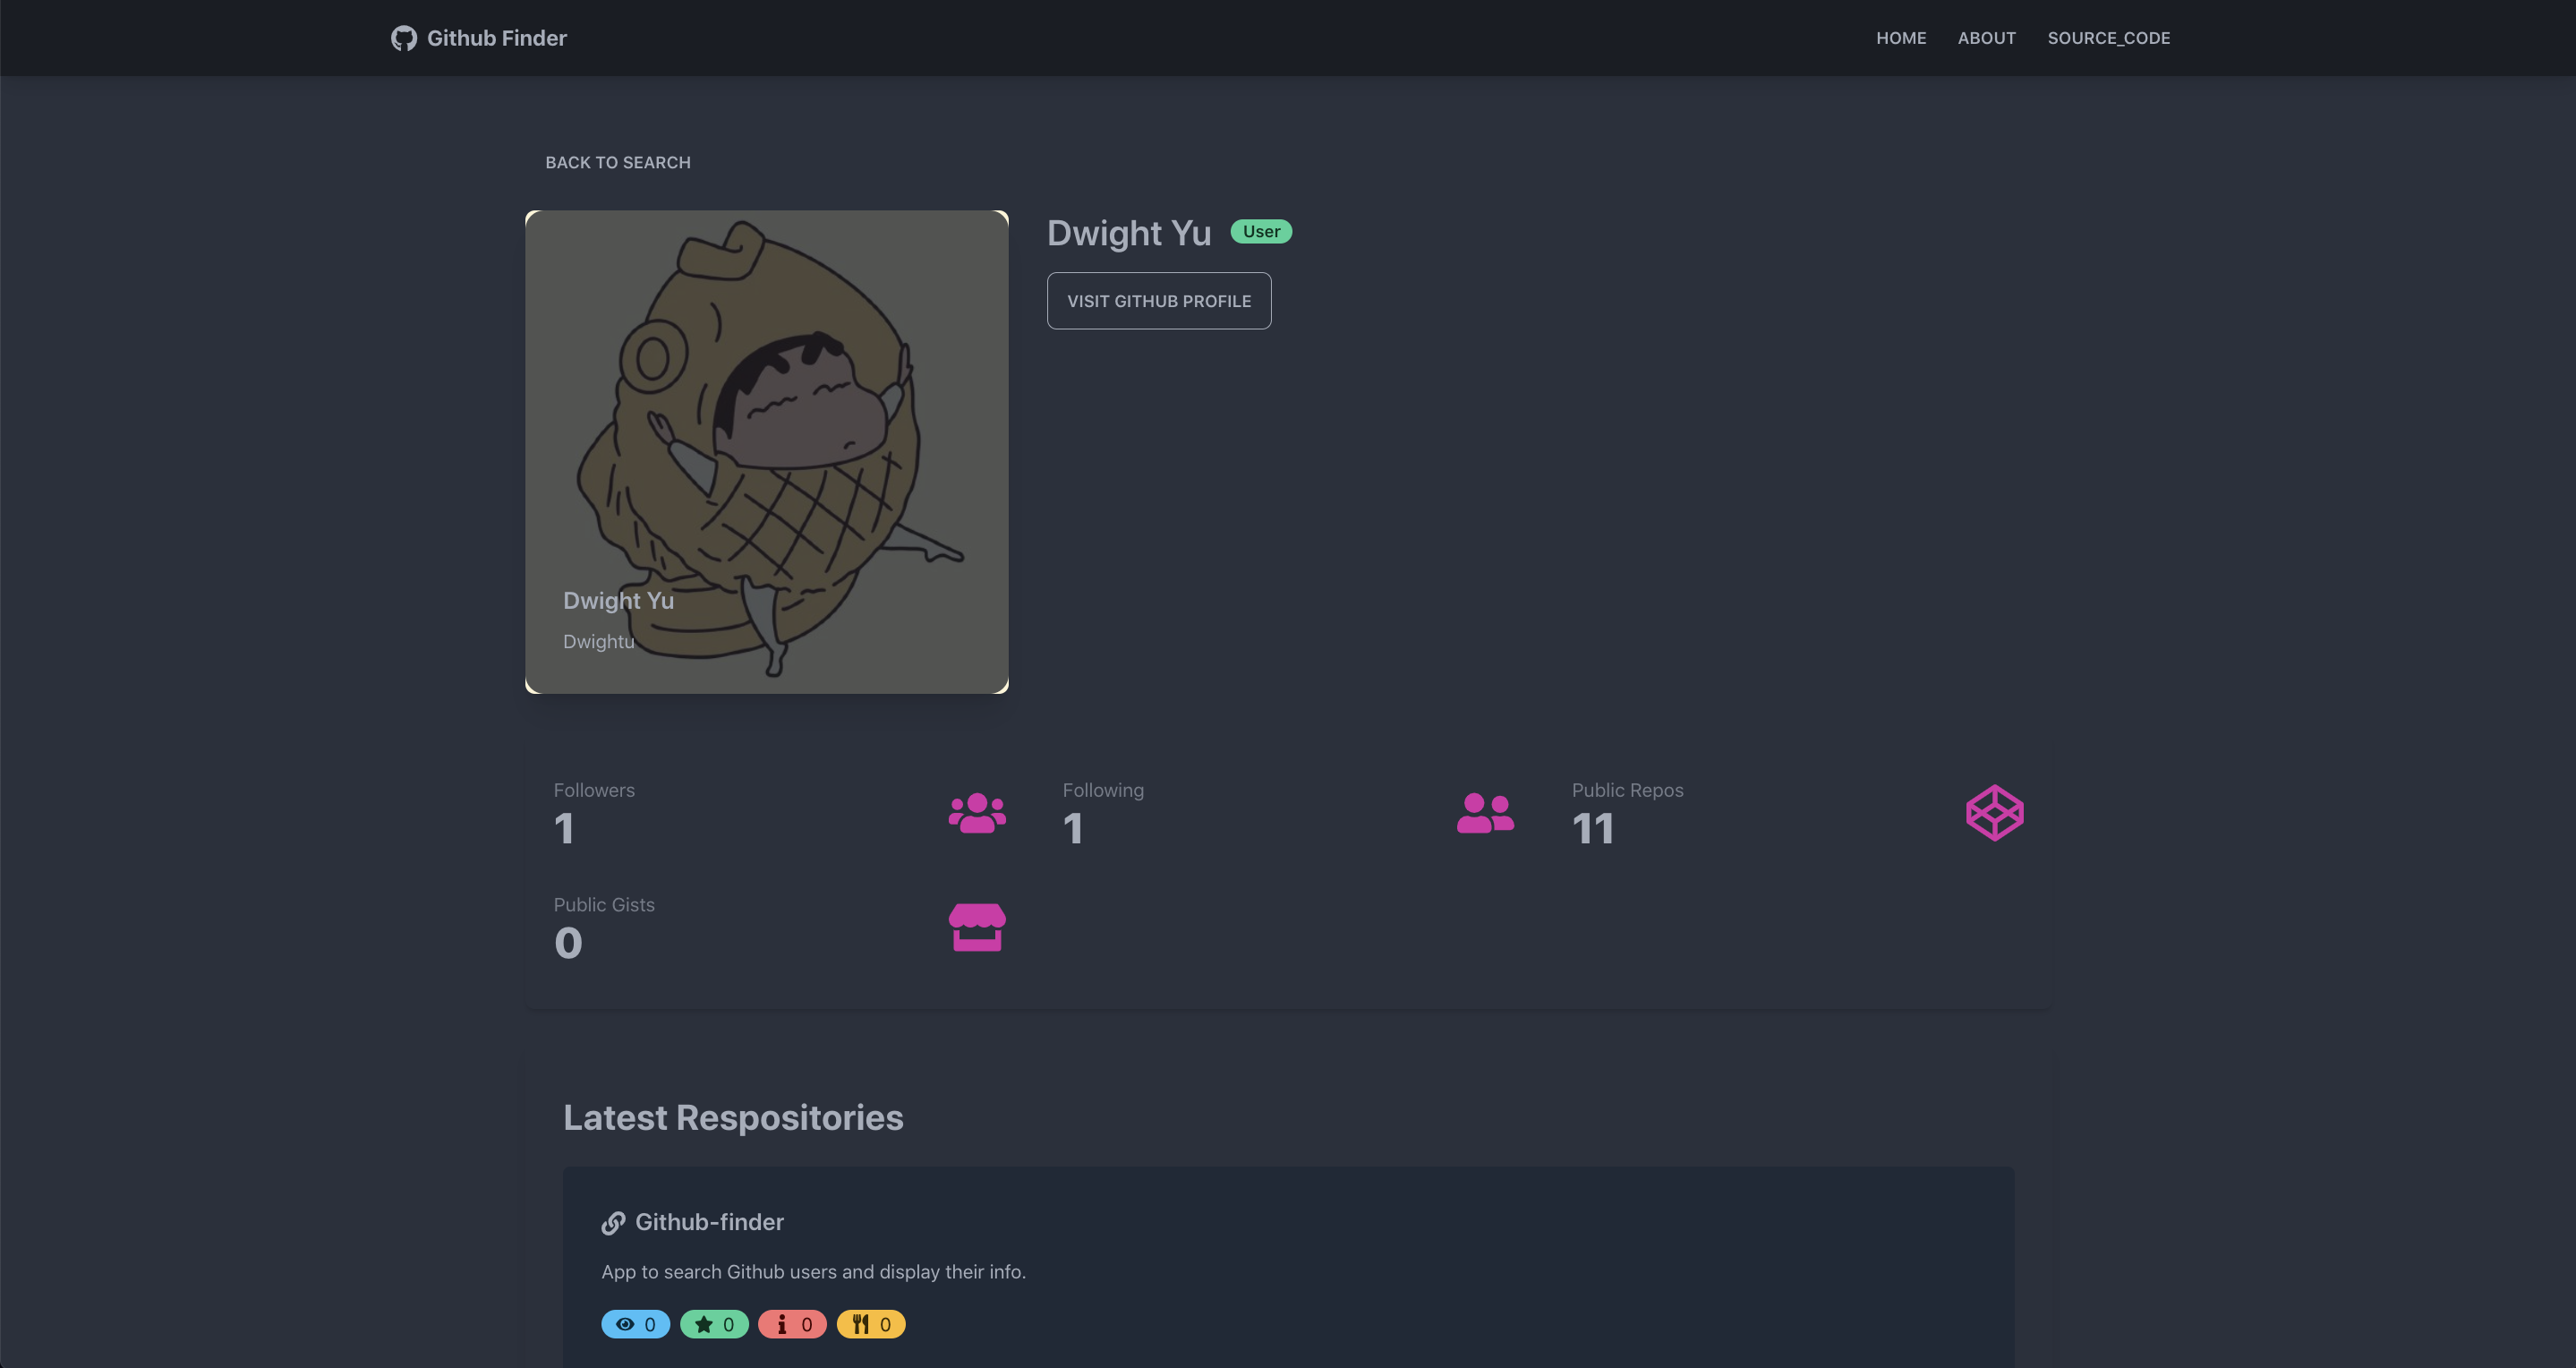 Github Finder
HOME ABOUT SOURCE_CODE
BACK TO SEARCH
Dwight Yu User
VISIT GITHUB PROFILE
Dwight Yu
Dwightu
Followers
1
Following
1
Public Repos
11
Public Gists
0
Latest Respositories
Github-finder
App to search Github users and display their info.
0 0 0 0